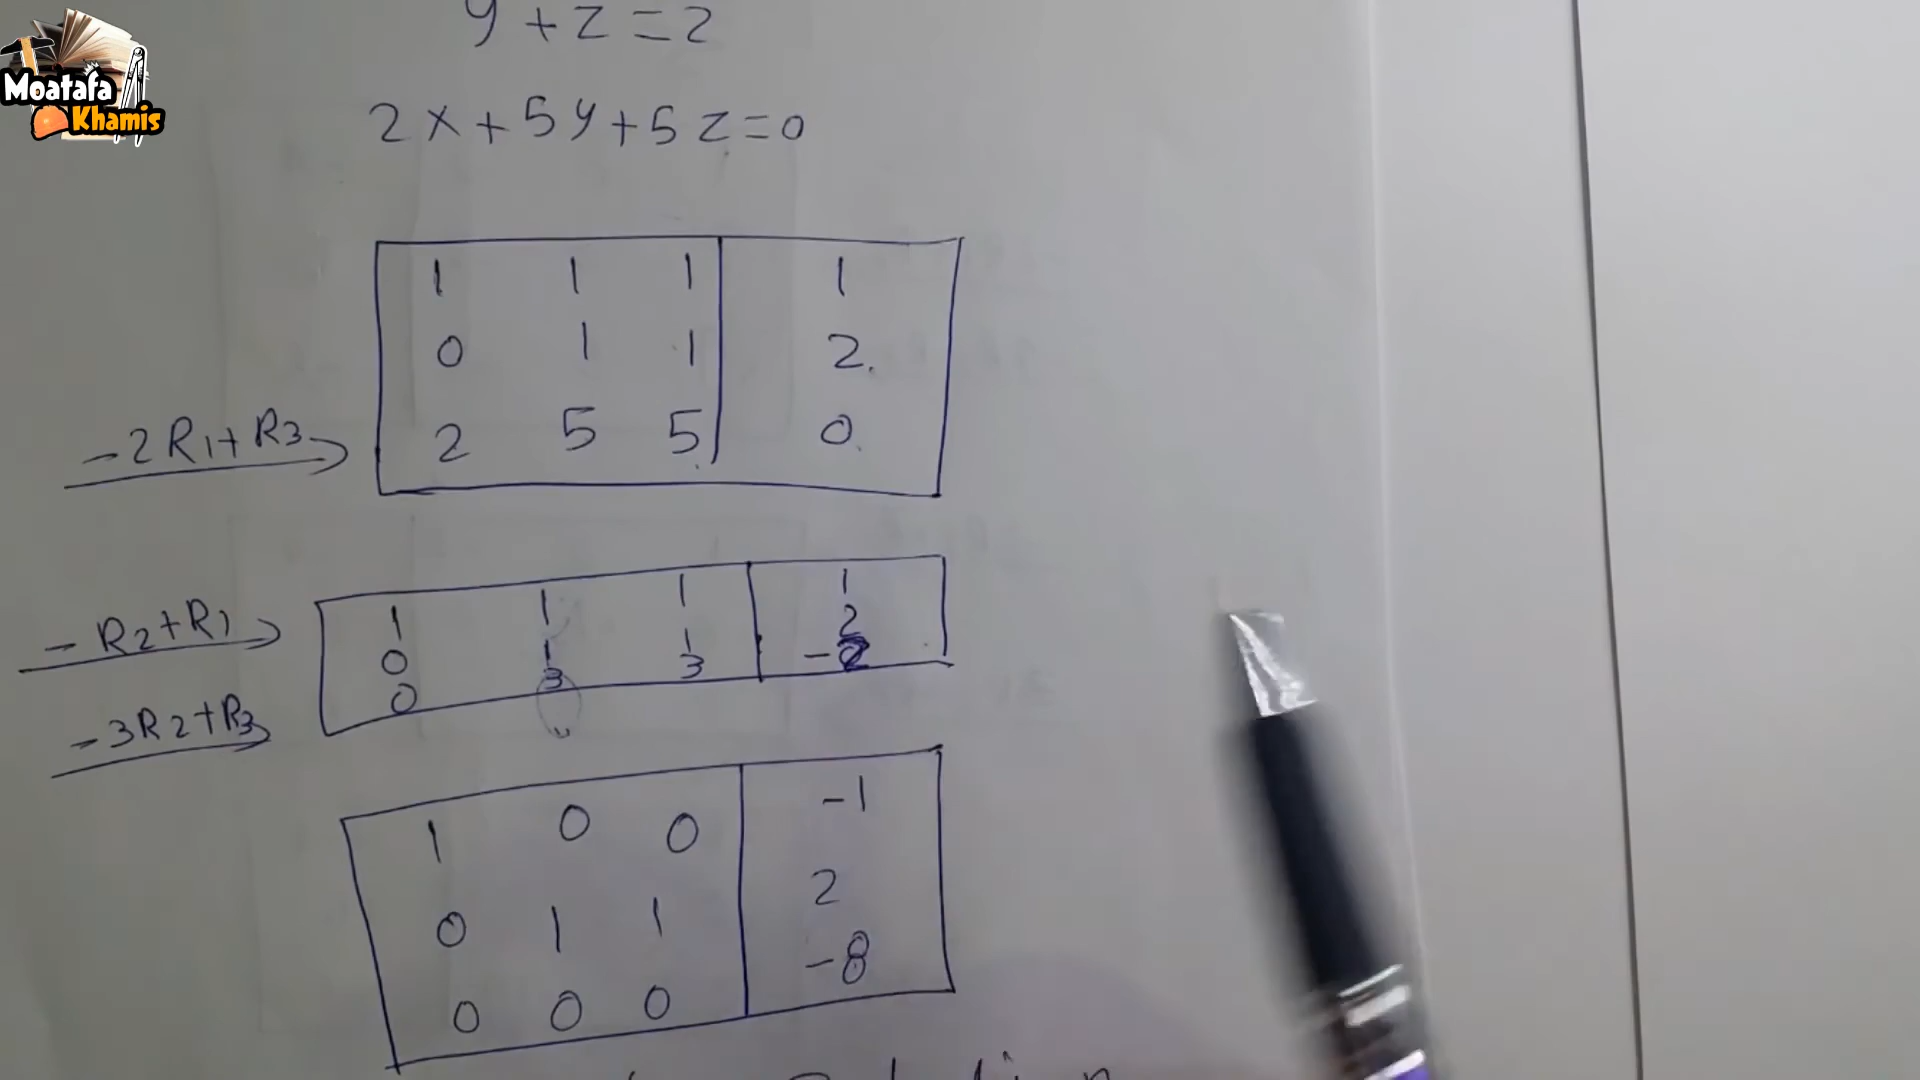 Moatafa
Khamis
y + z = 2
2x + 5y + 5z = 0
1 1 1 1
0 1 1 2
-2R1+R3 2 5 5 0
-R2+R1 1 1 1 1
0 1 1 2
-3R2+R3 0 3 3 -2
1 0 0 -1
0 1 1 2
0 0 0 -8